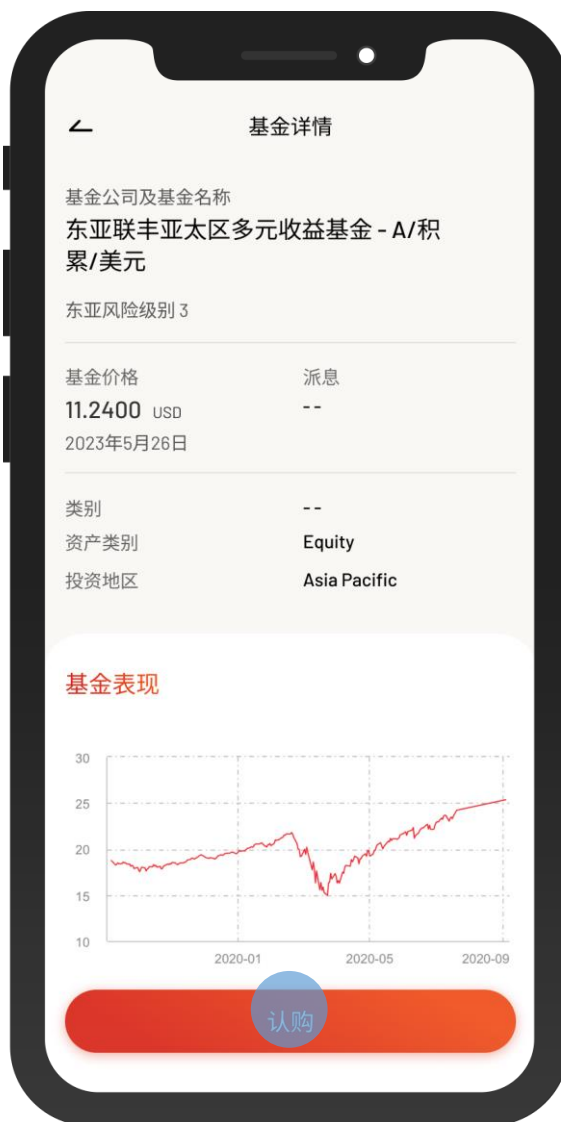 基金详情
基金公司及基金名称
东亚联丰亚太区多元收益基金 - A/积
累/美元
东亚风险级别 3
基金价格 派息
11.2400 USD --
2023年5月26日
类别 --
资产类别 Equity
投资地区 Asia Pacific
基金表现
30
25
20
15
10
2020-01 2020-05 2020-09
认购